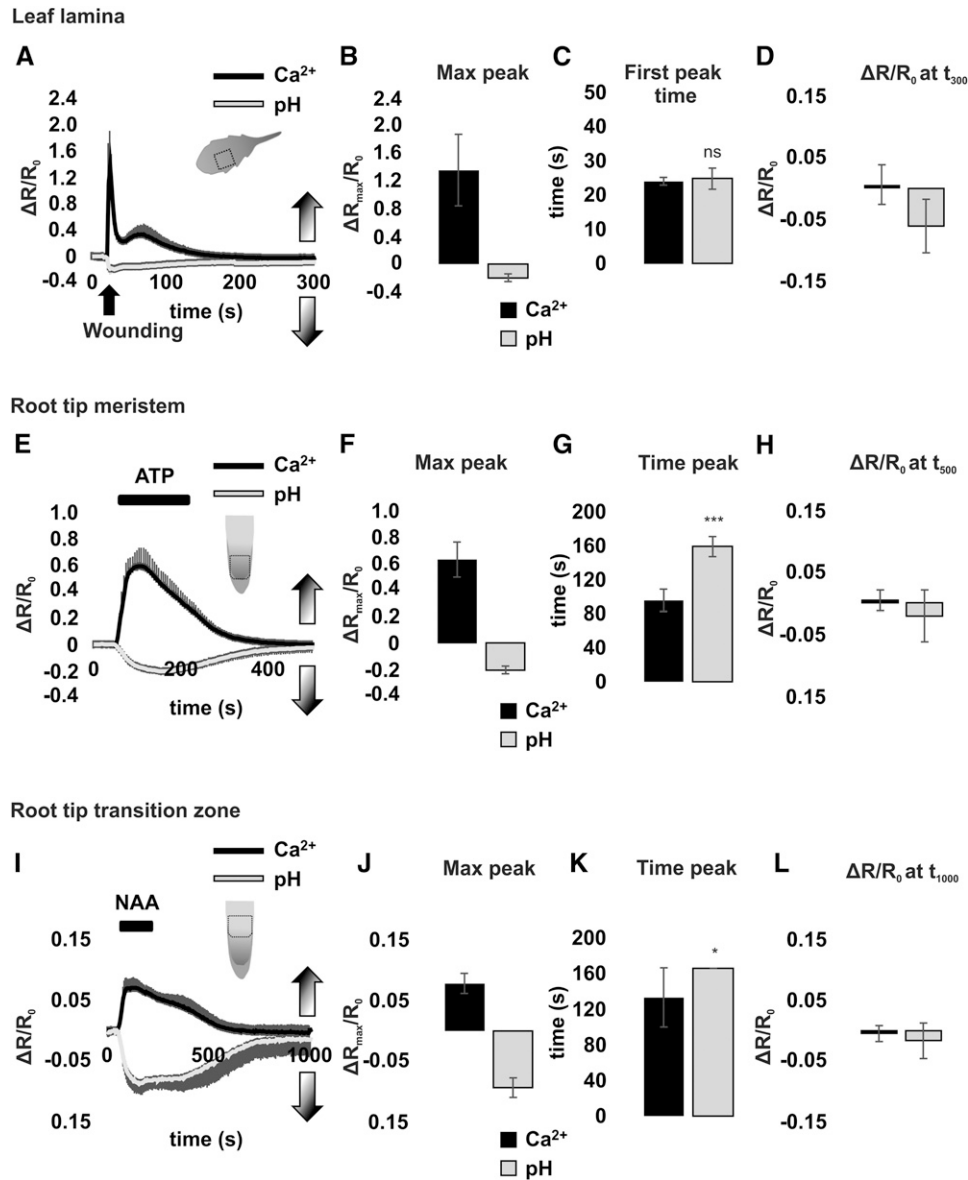 Leaf lamina
A
Ca²⁺
pH
2.4
2.0
1.6
1.2
0.8
0.4
0
-0.4
ΔR/R₀
0 100 200 300
time (s)
Wounding
B
Max peak
2.4
2.0
1.6
1.2
0.8
0.4
0
-0.4
ΔRmax/R₀
Ca²⁺
pH
C
First peak
time
50
40
30
20
10
0
time (s)
ns
D
ΔR/R₀ at t₃₀₀
0.15
0.05
-0.05
-0.15
ΔR/R₀
Root tip meristem
E
ATP
Ca²⁺
pH
1.0
0.8
0.6
0.4
0.2
0
-0.2
-0.4
ΔR/R₀
0 200 400
time (s)
F
Max peak
1.0
0.8
0.6
0.4
0.2
0
-0.2
-0.4
ΔRmax/R₀
Ca²⁺
pH
G
Time peak
200
160
120
80
40
0
time (s)
***
H
ΔR/R₀ at t₅₀₀
0.15
0.05
-0.05
0.15
ΔR/R₀
Root tip transition zone
I
NAA
Ca²⁺
pH
0.15
0.05
-0.05
0.15
ΔR/R₀
0 500 1000
time (s)
J
Max peak
0.15
0.05
-0.05
0.15
ΔRmax/R₀
Ca²⁺
pH
K
Time peak
200
160
120
80
40
0
time (s)
*
L
ΔR/R₀ at t₁₀₀₀
0.15
0.05
-0.05
-0.15
ΔR/R₀